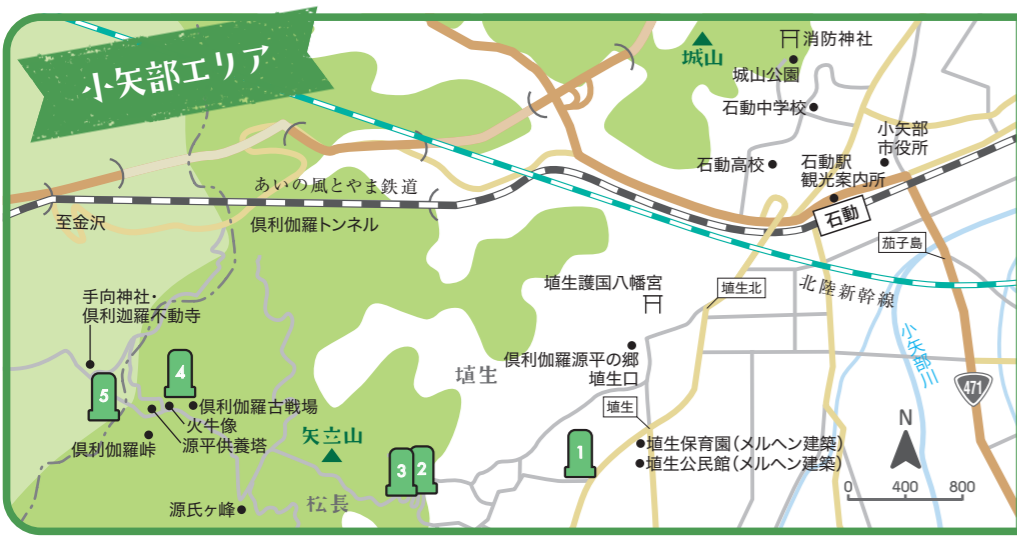 小矢部エリア
城山
消防神社
城山公園
石動中学校
小矢部
市役所
石動高校
石動駅
観光案内所
あいの風とやま鉄道
石動
至金沢
倶利伽羅トンネル
茄子島
手向神社・
倶利迦羅不動寺
埴生護国八幡宮
埴生北
北陸新幹線
小矢部川
倶利伽羅源平の郷
埴生口
埴生
471
4
5
倶利伽羅古戦場
火牛像
源平供養塔
倶利伽羅峠
埴生
矢立山
1
埴生保育園（メルヘン建築）
埴生公民館（メルヘン建築）
3
2
N
0 400 800
松長
源氏ヶ峰